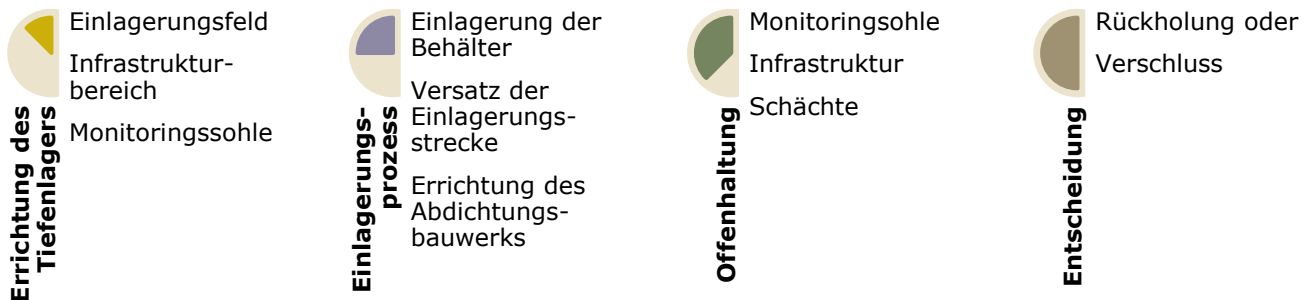 Errichtung des
Tiefenlagers
Einlagerungsfeld
Infrastruktur-
bereich
Monitoringssohle
Einlagerungs-
prozess
Einlagerung der
Behälter
Versatz der
Einlagerungs-
strecke
Errichtung des
Abdichtungs-
bauwerks
Offenhaltung
Monitoringsohle
Infrastruktur
Schächte
Entscheidung
Rückholung oder
Verschluss